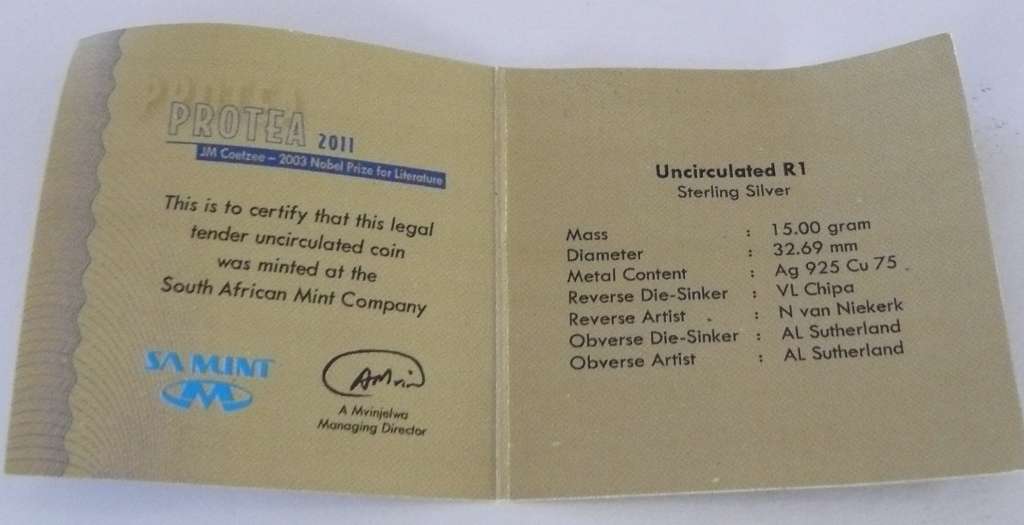 PROTEA 2011
JM Coetzee – 2003 Nobel Prize for Literature
This is to certify that this legal
tender uncirculated coin
was minted at the
South African Mint Company
SA MINT
A Mvinjelwa
Managing Director
Uncirculated R1
Sterling Silver
Mass : 15.00 gram
Diameter : 32.69 mm
Metal Content : Ag 925 Cu 75
Reverse Die-Sinker : VL Chipa
Reverse Artist : N van Niekerk
Obverse Die-Sinker : AL Sutherland
Obverse Artist : AL Sutherland